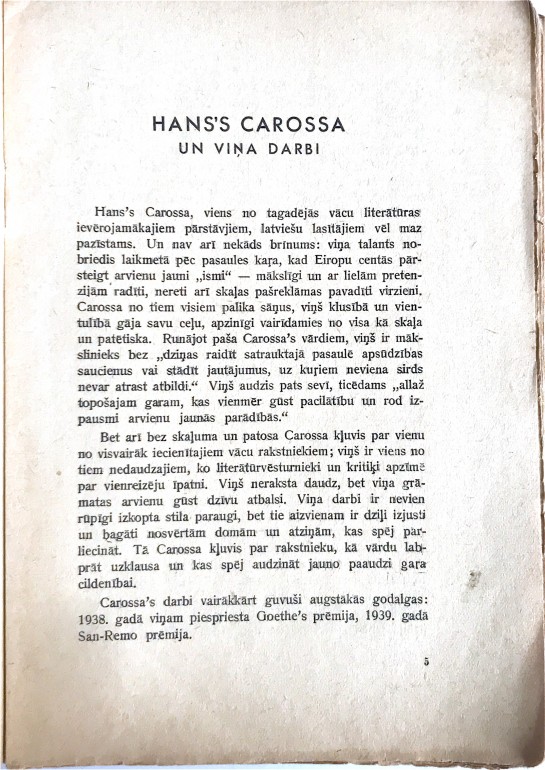 HANS'S CAROSSA
UN VIŅA DARBI
Hans's Carossa, viens no tagadējās vācu literātūras
ievērojamākajiem pārstāvjiem, latviešu lasītājiem vēl maz
pazīstams. Un nav arī nekāds brīnums: viņa talants no-
briedis laikmetā pēc pasaules kaŗa, kad Eiropu centās pār-
steigt arvienu jauni „ismi“ — mākslīgi un ar lielām preten-
zijām radīti, nereti arī skaļas pašreklāmas pavadīti virzieni.
Carossa no tiem visiem palika sāņus, viņš klusībā un vien-
tulībā gāja savu ceļu, apzinīgi vairīdamies no visa kā skaļa
un patētiska. Runājot paša Carossa's vārdiem, viņš ir māk-
slinieks bez „dziņas raidīt satrauktajā pasaulē apsūdzības
saucienus vai stādīt jautājumus, uz kuŗiem neviena sirds
nevar atrast atbildi.“ Viņš audzis pats sevī, ticēdams „allaž
topošajam garam, kas vienmēr gūst pacilātību un rod iz-
pausmi arvienu jaunās parādībās.“
Bet arī bez skaļuma un patosa Carossa kļuvis par vienu
no visvairāk iecienītajiem vācu rakstniekiem; viņš ir viens no
tiem nedaudzajiem, ko literātūrvēsturnieki un kritiķi apzīmē
par vienreizēju īpatni. Viņš neraksta daudz, bet viņa grā-
matas arvienu gūst dzīvu atbalsi. Viņa darbi ir nevien
rūpīgi izkopta stila paraugi, bet tie aizvienam ir dziļi izjusti
un bagāti nosvērtām domām un atziņām, kas spēj pār-
liecināt. Tā Carossa kļuvis par rakstnieku, kā vārdu lab-
prāt uzklausa un kas spēj audzināt jauno paaudzi gaŗa
cildenībai.
Carossa's darbi vairākkārt guvuši augstākās godalgas:
1938. gadā viņam piespriesta Goethe's prēmija, 1939. gadā
San-Remo prēmija.
5